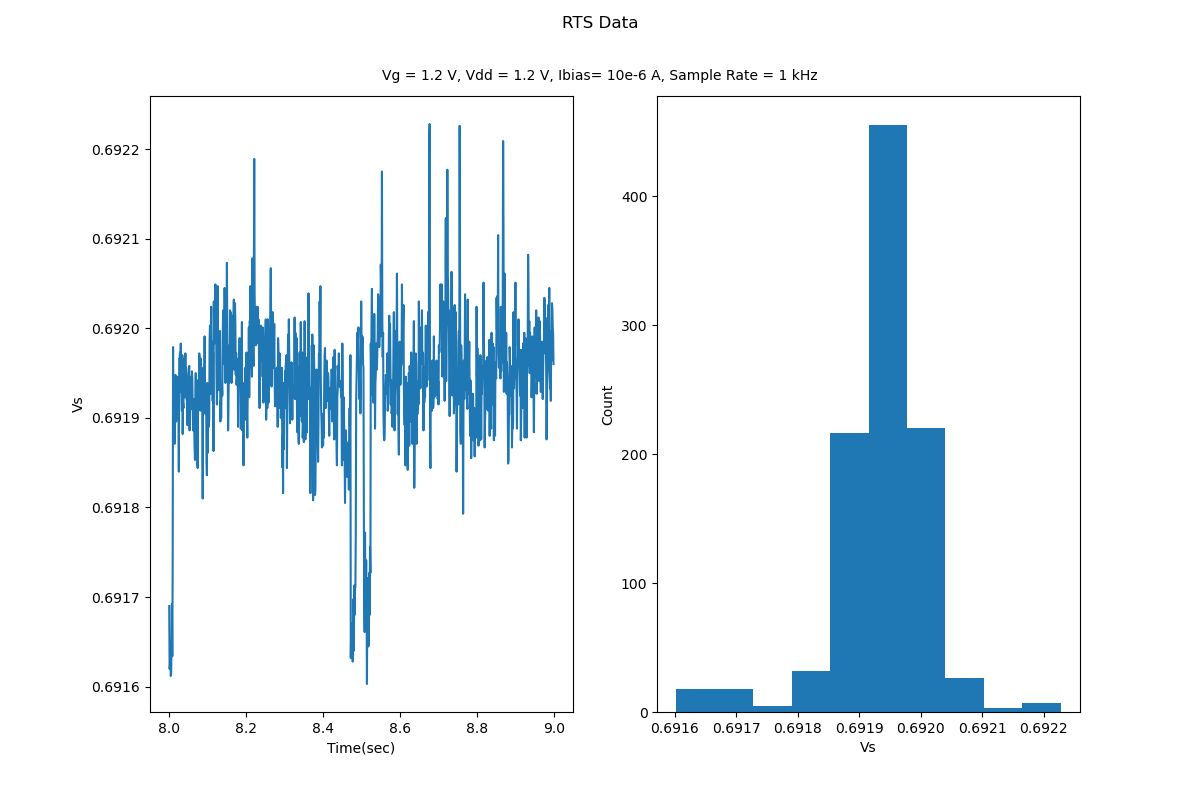 RTS Data
Vg = 1.2 V, Vdd = 1.2 V, Ibias= 10e-6 A, Sample Rate = 1 kHz
Vs
0.6922
0.6921
0.6920
0.6919
0.6918
0.6917
0.6916
8.0 8.2 8.4 8.6 8.8 9.0
Time(sec)
Count
400
300
200
100
0
0.6916 0.6917 0.6918 0.6919 0.6920 0.6921 0.6922
Vs